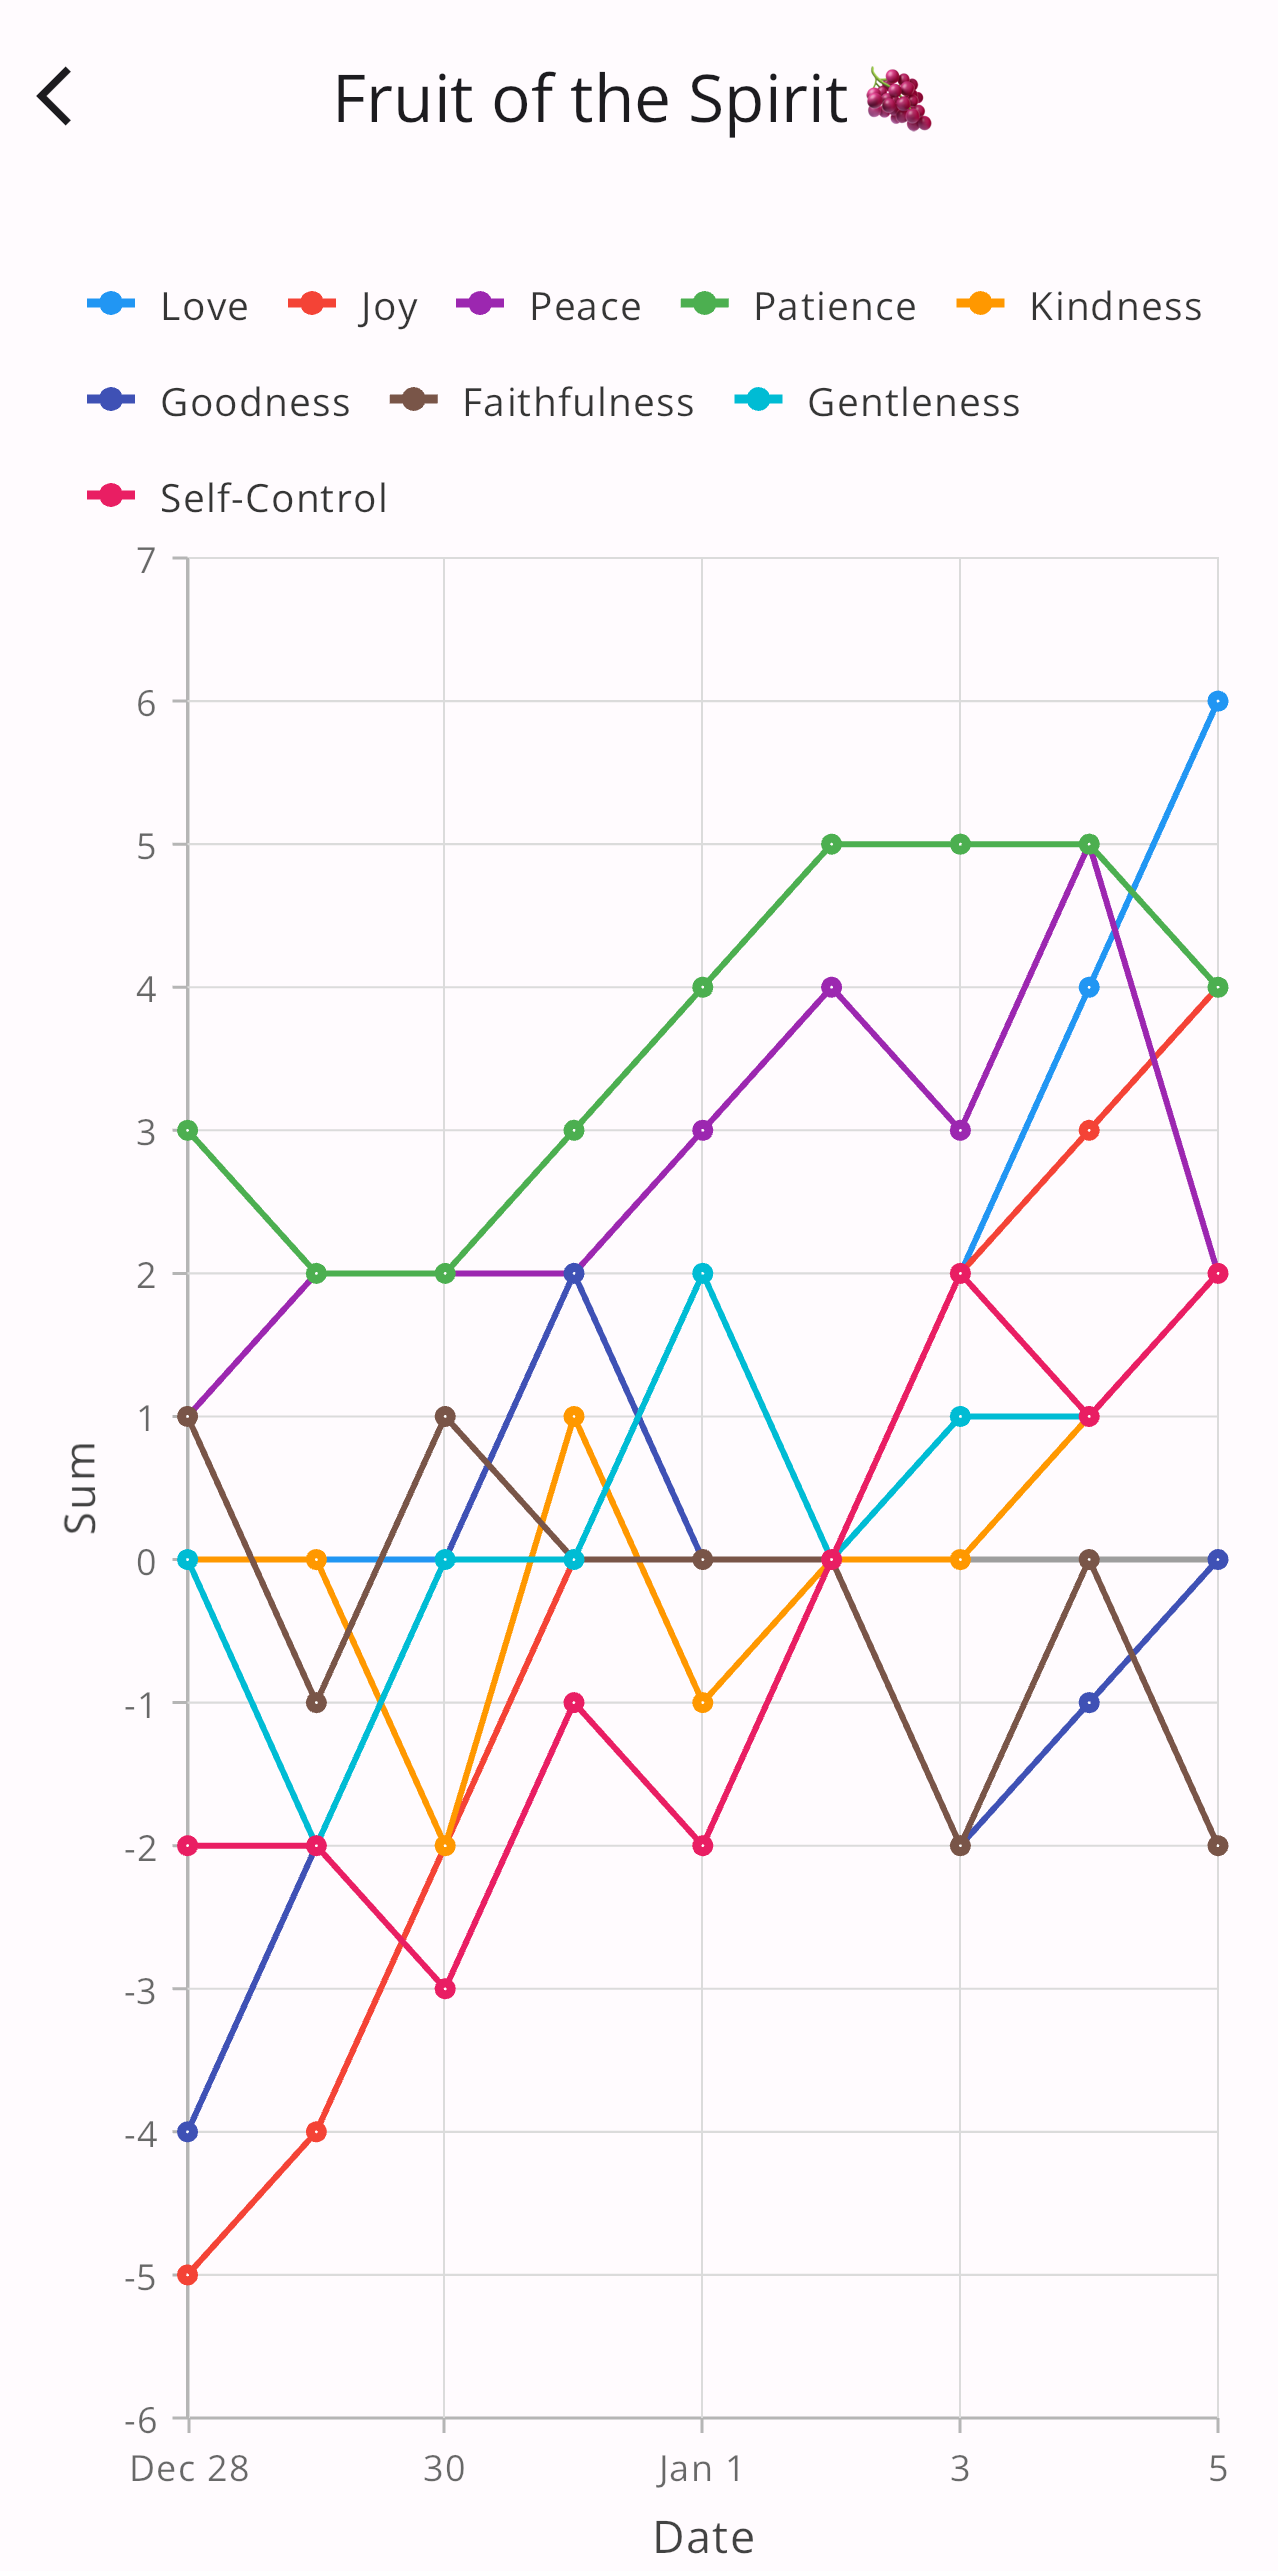 Fruit of the Spirit 🍇
Love Joy Peace Patience Kindness
Goodness Faithfulness Gentleness
Self-Control
7
6
5
4
3
2
1
Sum
0
-1
-2
-3
-4
-5
-6
Dec 28 30 Jan 1 3 5
Date